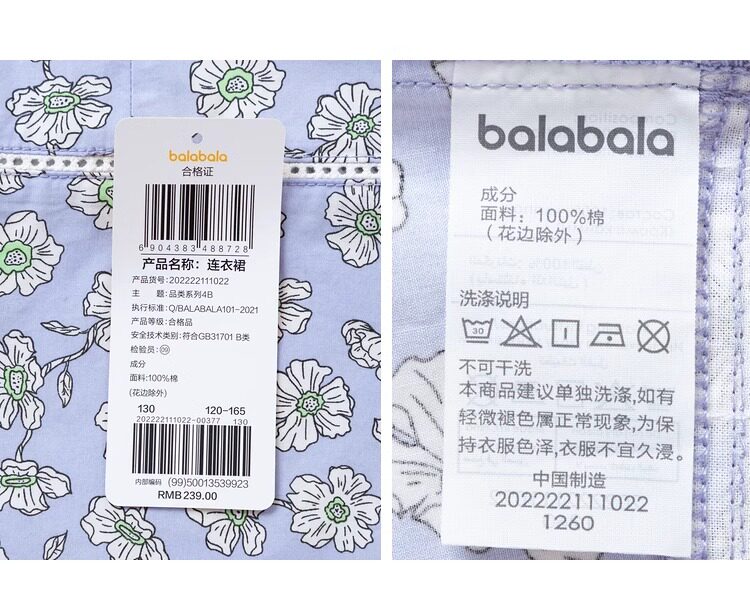 balabala
合格证
6 904383 488728
产品名称：连衣裙
产品货号：202222111022
主 题：品类系列4B
执行标准：Q/BALABALA101-2021
产品等级：合格品
安全技术类别：符合GB31701 B类
检验员：09
成分
面料：100%棉
(花边除外)
130 120-165
202222111022-00377 130
内部编码 (99)50013539923
RMB239.00
balabala
成分
面料：100%棉
（花边除外）
洗涤说明
30
不可干洗
本商品建议单独洗涤,如有
轻微褪色属正常现象,为保
持衣服色泽,衣服不宜久浸。
中国制造
202222111022
1260